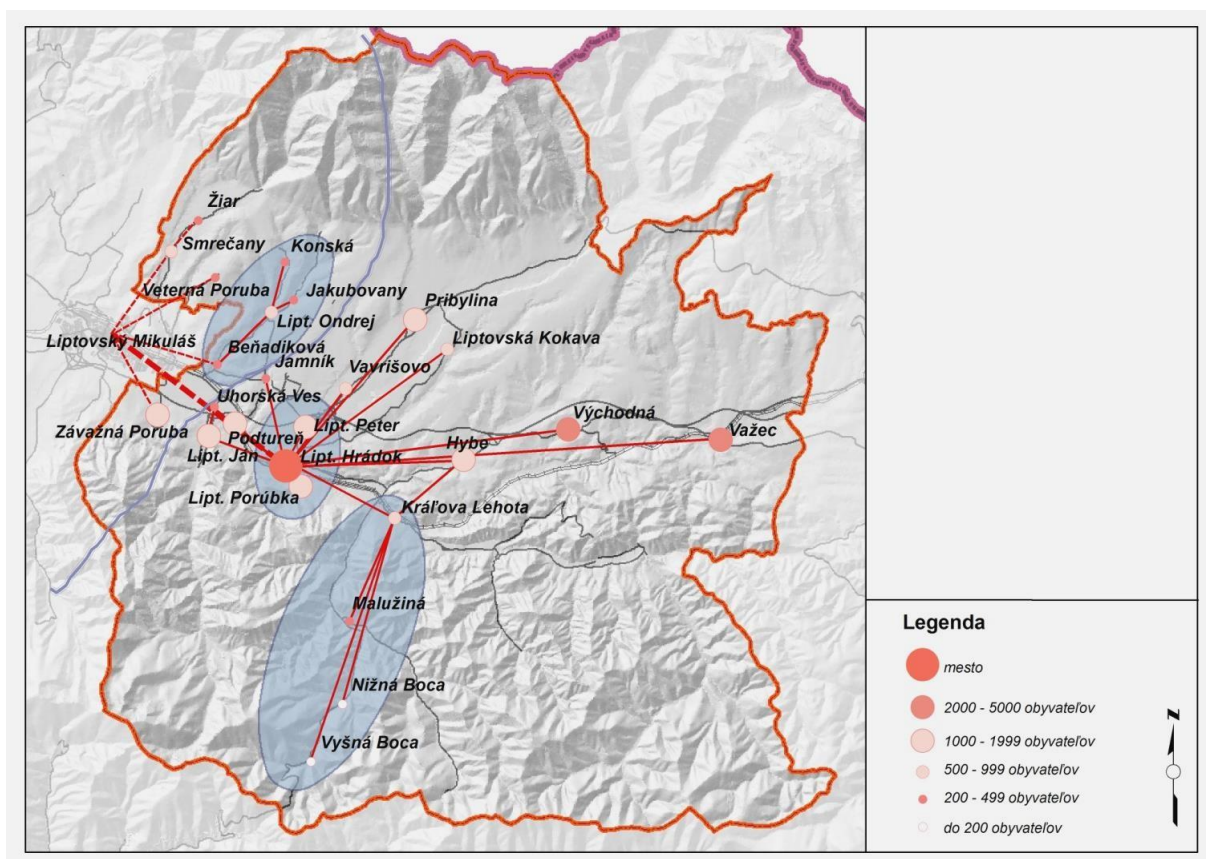 Žiar
Smrečany
Konská
Veterná Poruba
Jakubovany
Pribylina
Lipt. Ondrej
Liptovská Kokava
Liptovský Mikuláš
Beňadiková
Jamník
Vavrišovo
Uhorská Ves
Východná
Závažná Poruba
Lipt. Peter
Važec
Podtureň
Hybe
Lipt. Ján
Lipt. Hrádok
Lipt. Porúbka
Kráľova Lehota
Malužiná
Nižná Boca
Vyšná Boca
Legenda
mesto
2000 - 5000 obyvateľov
1000 - 1999 obyvateľov
500 - 999 obyvateľov
200 - 499 obyvateľov
do 200 obyvateľov
N